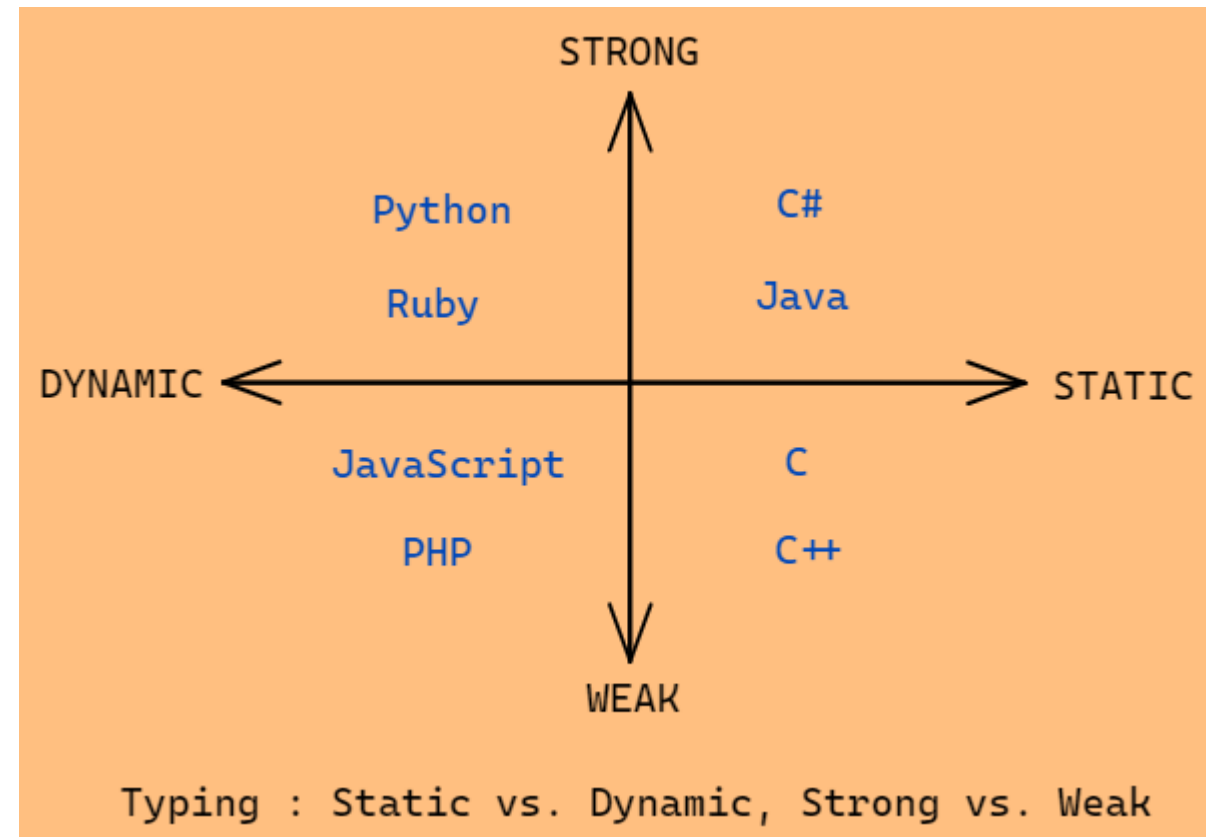 STRONG
Python C#
Ruby Java
DYNAMIC STATIC
JavaScript C
PHP C++
WEAK
Typing : Static vs. Dynamic, Strong vs. Weak